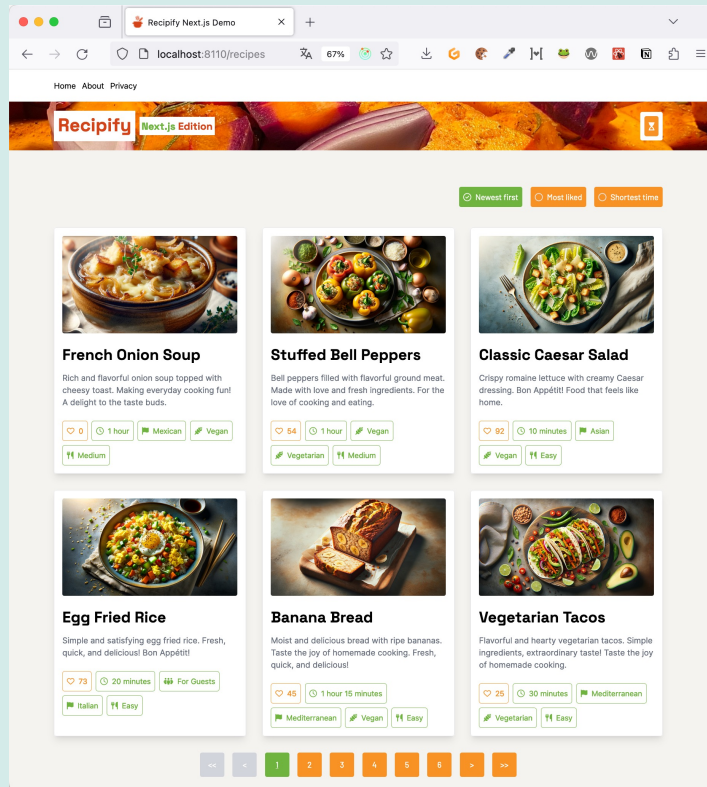 Recipify Next.js Demo
localhost:8110/recipes
67%
Home About Privacy
Recipify Next.js Edition
Newest first
Most liked
Shortest time
French Onion Soup
Rich and flavorful onion soup topped with
cheesy toast. Making everyday cooking fun!
A delight to the taste buds.
0 1 hour Mexican Vegan
Medium
Stuffed Bell Peppers
Bell peppers filled with flavorful ground meat.
Made with love and fresh ingredients. For the
love of cooking and eating.
54 1 hour Vegan
Vegetarian Medium
Classic Caesar Salad
Crispy romaine lettuce with creamy Caesar
dressing. Bon Appétit! Food that feels like
home.
92 10 minutes Asian
Vegan Easy
Egg Fried Rice
Simple and satisfying egg fried rice. Fresh,
quick, and delicious! Bon Appétit!
73 20 minutes For Guests
Italian Easy
Banana Bread
Moist and delicious bread with ripe bananas.
Taste the joy of homemade cooking. Fresh,
quick, and delicious!
45 1 hour 15 minutes
Mediterranean Vegan Easy
Vegetarian Tacos
Flavorful and hearty vegetarian tacos. Simple
ingredients, extraordinary taste! Taste the joy
of homemade cooking.
25 30 minutes Mediterranean
Vegetarian Easy
<< < 1 2 3 4 5 6 > >>